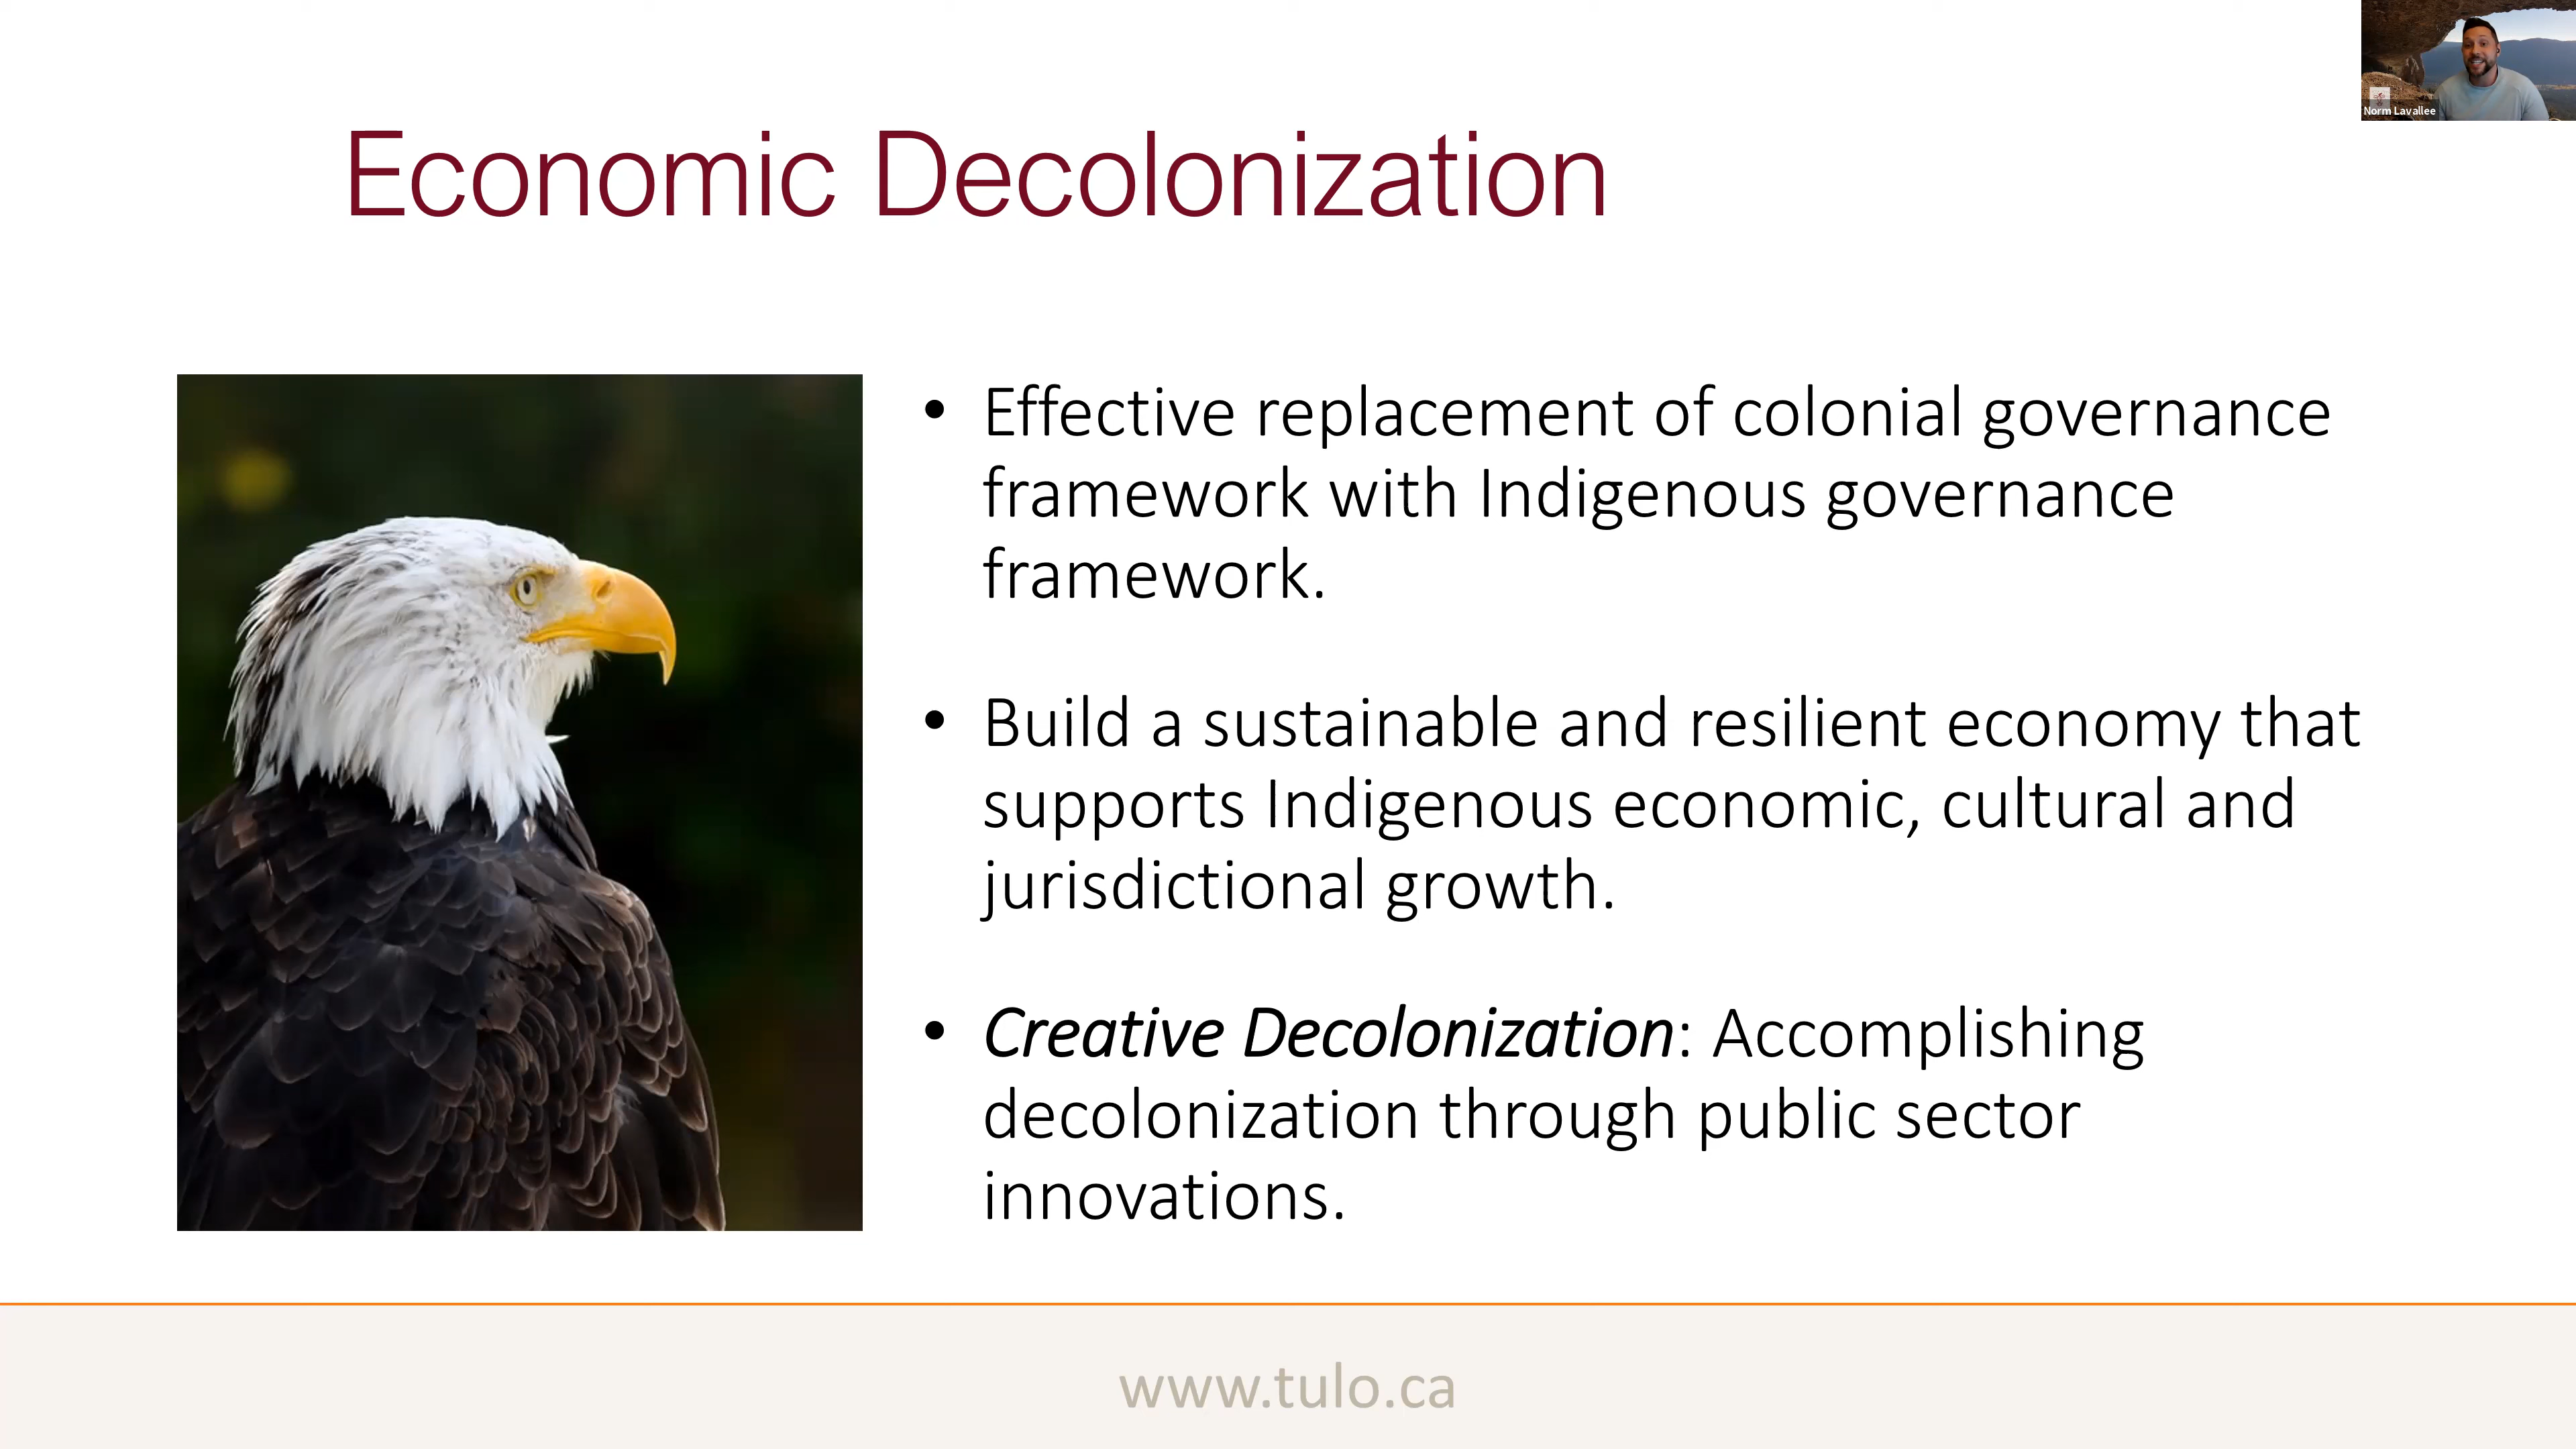 Norm Lavallee
Economic Decolonization
• Effective replacement of colonial governance
framework with Indigenous governance
framework.
• Build a sustainable and resilient economy that
supports Indigenous economic, cultural and
jurisdictional growth.
• Creative Decolonization: Accomplishing
decolonization through public sector
innovations.
www.tulo.ca